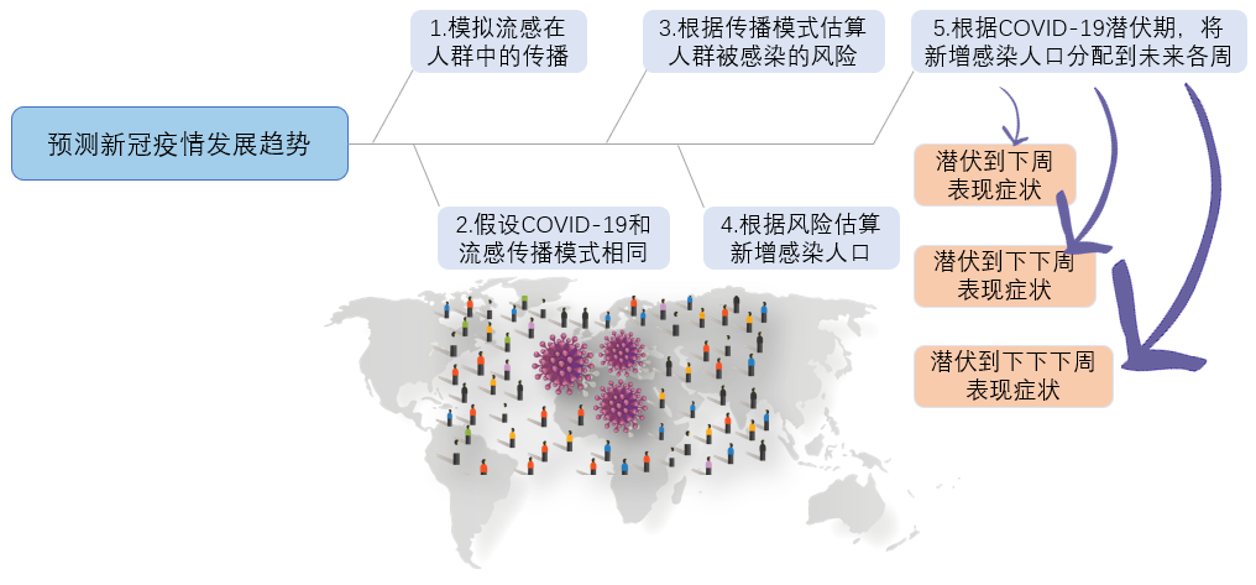 预测新冠疫情发展趋势
1.模拟流感在
人群中的传播
2.假设COVID-19和
流感传播模式相同
3.根据传播模式估算
人群被感染的风险
4.根据风险估算
新增感染人口
5.根据COVID-19潜伏期，将
新增感染人口分配到未来各周
潜伏到下周
表现症状
潜伏到下下周
表现症状
潜伏到下下下周
表现症状